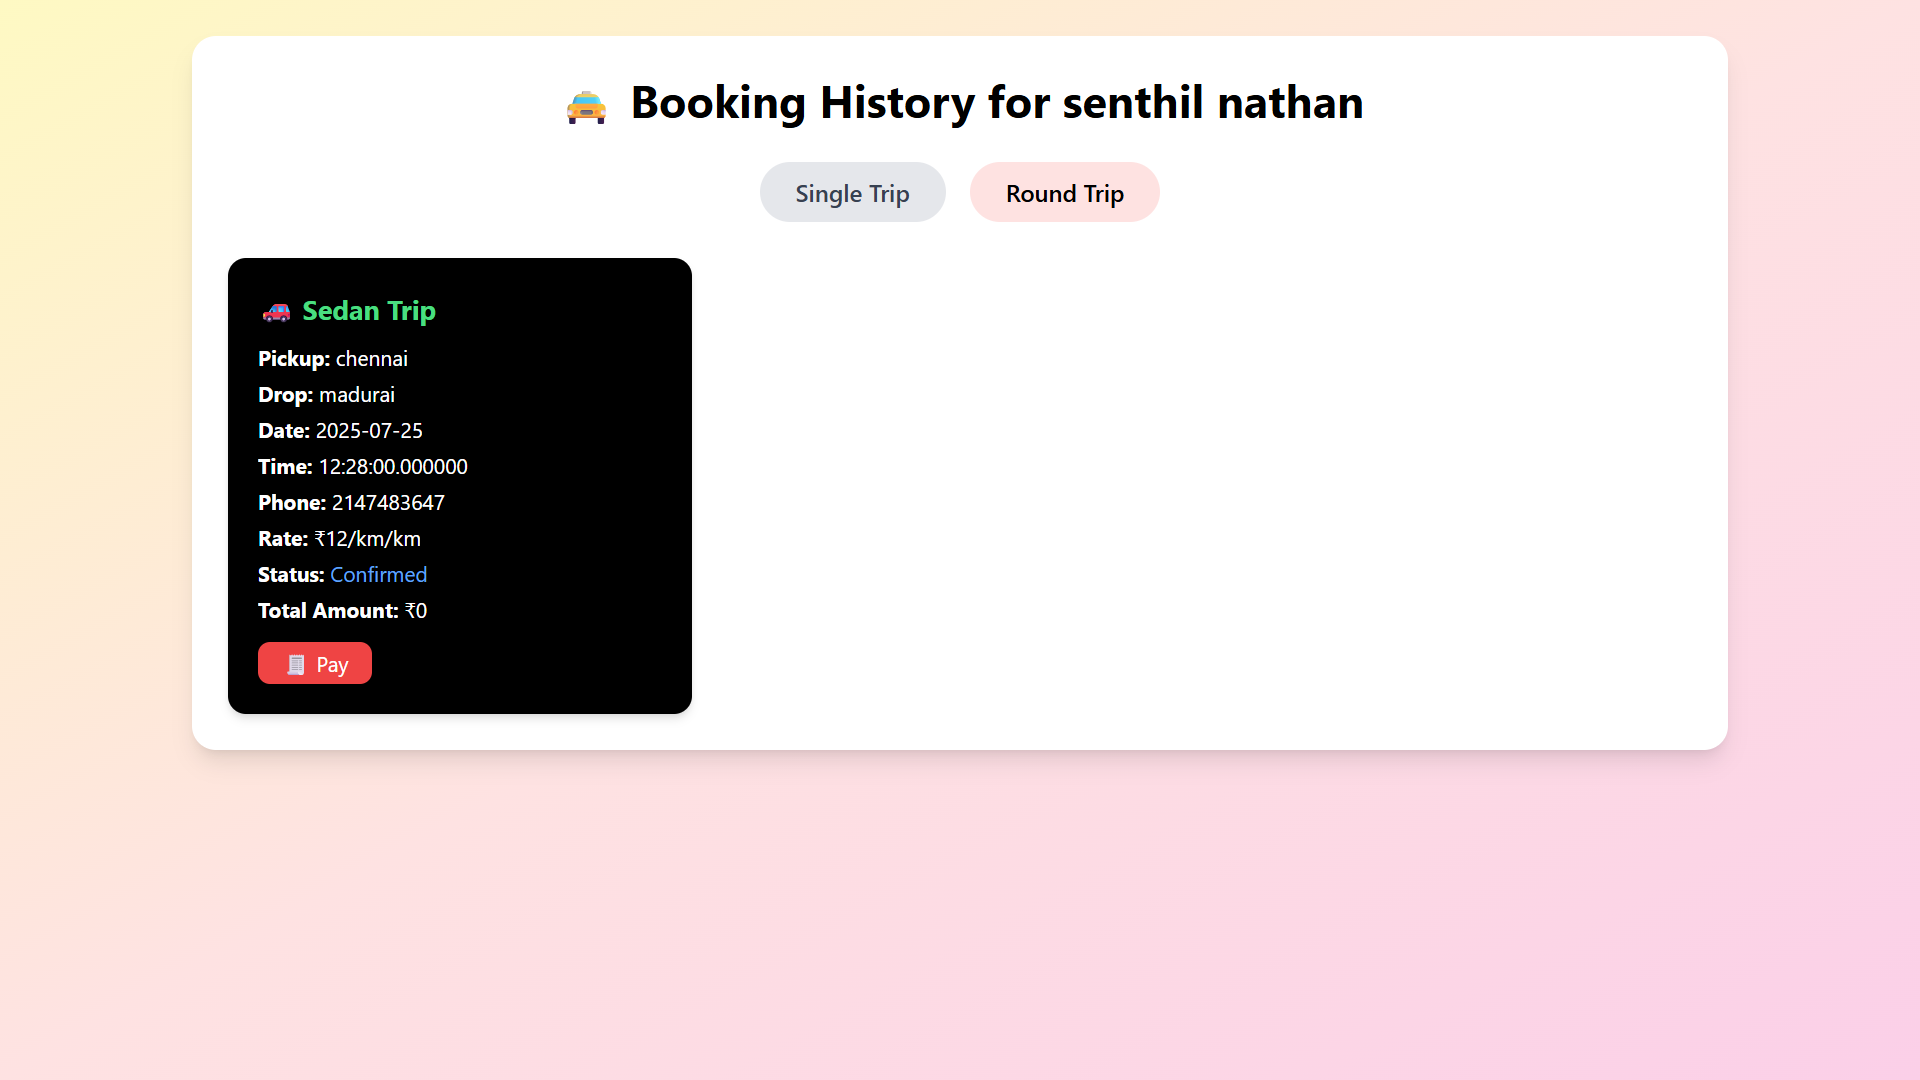 Booking History for senthil nathan
Single Trip
Round Trip
Sedan Trip
Pickup: chennai
Drop: madurai
Date: 2025-07-25
Time: 12:28:00.000000
Phone: 2147483647
Rate: ₹12/km/km
Status: Confirmed
Total Amount: ₹0
Pay